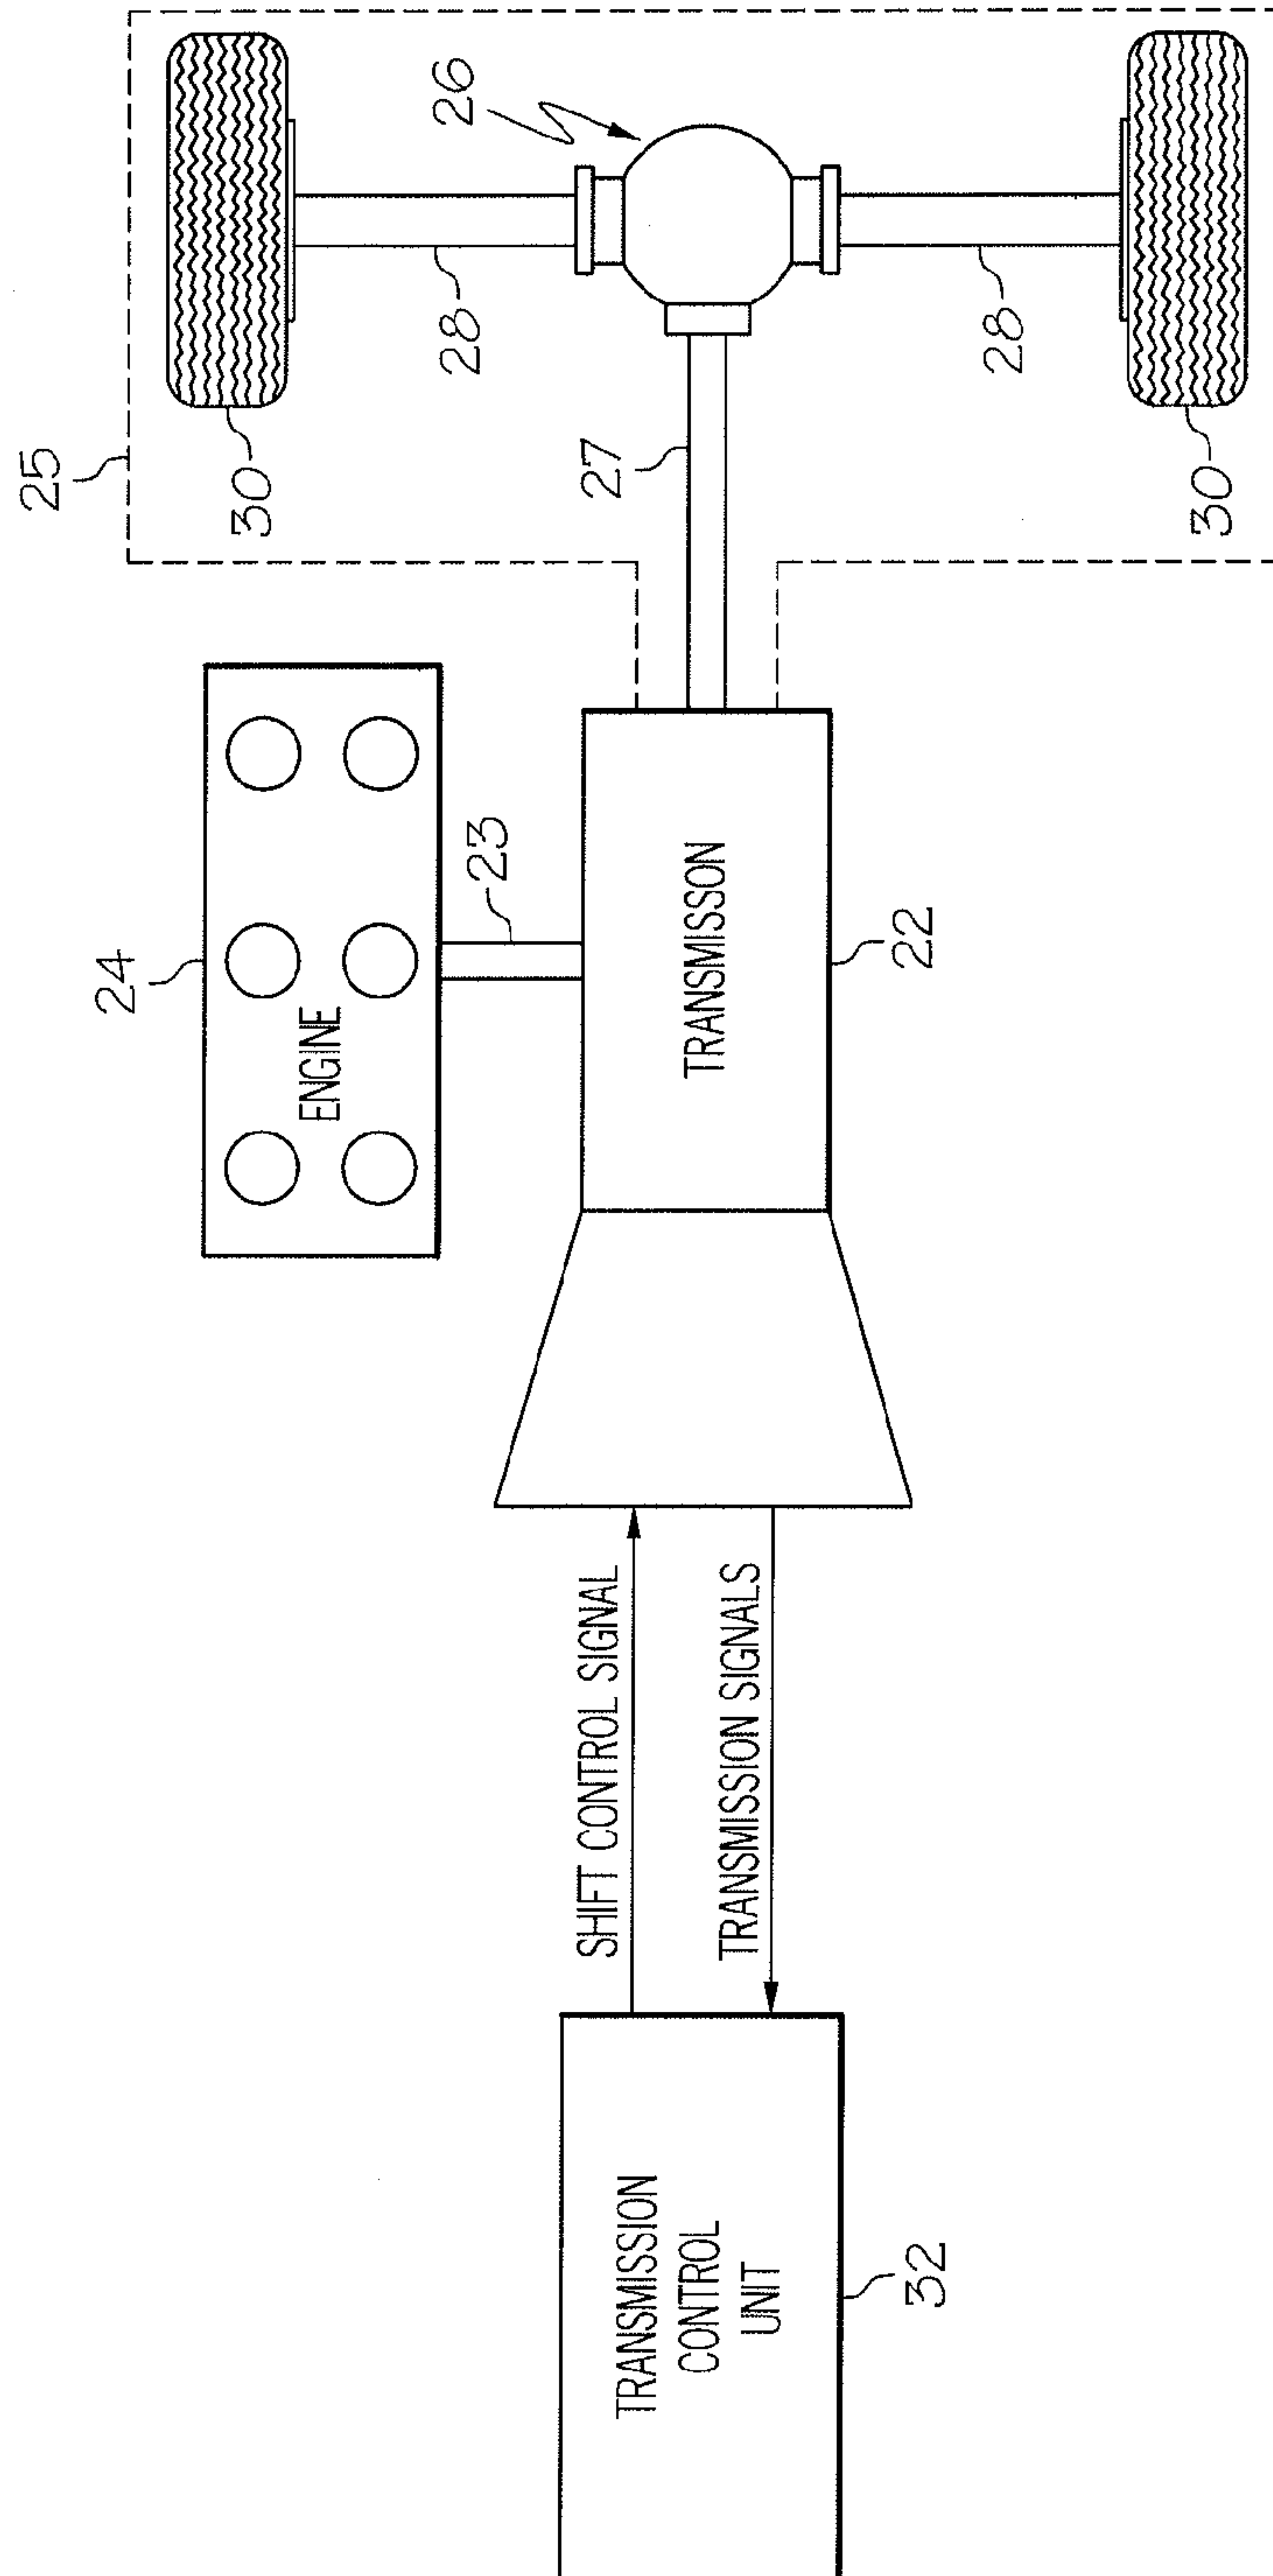 25
30
26
28
27
28
30
24
ENGINE
23
TRANSMISSON
22
SHIFT CONTROL SIGNAL
TRANSMISSION SIGNALS
TRANSMISSION
CONTROL
UNIT
32